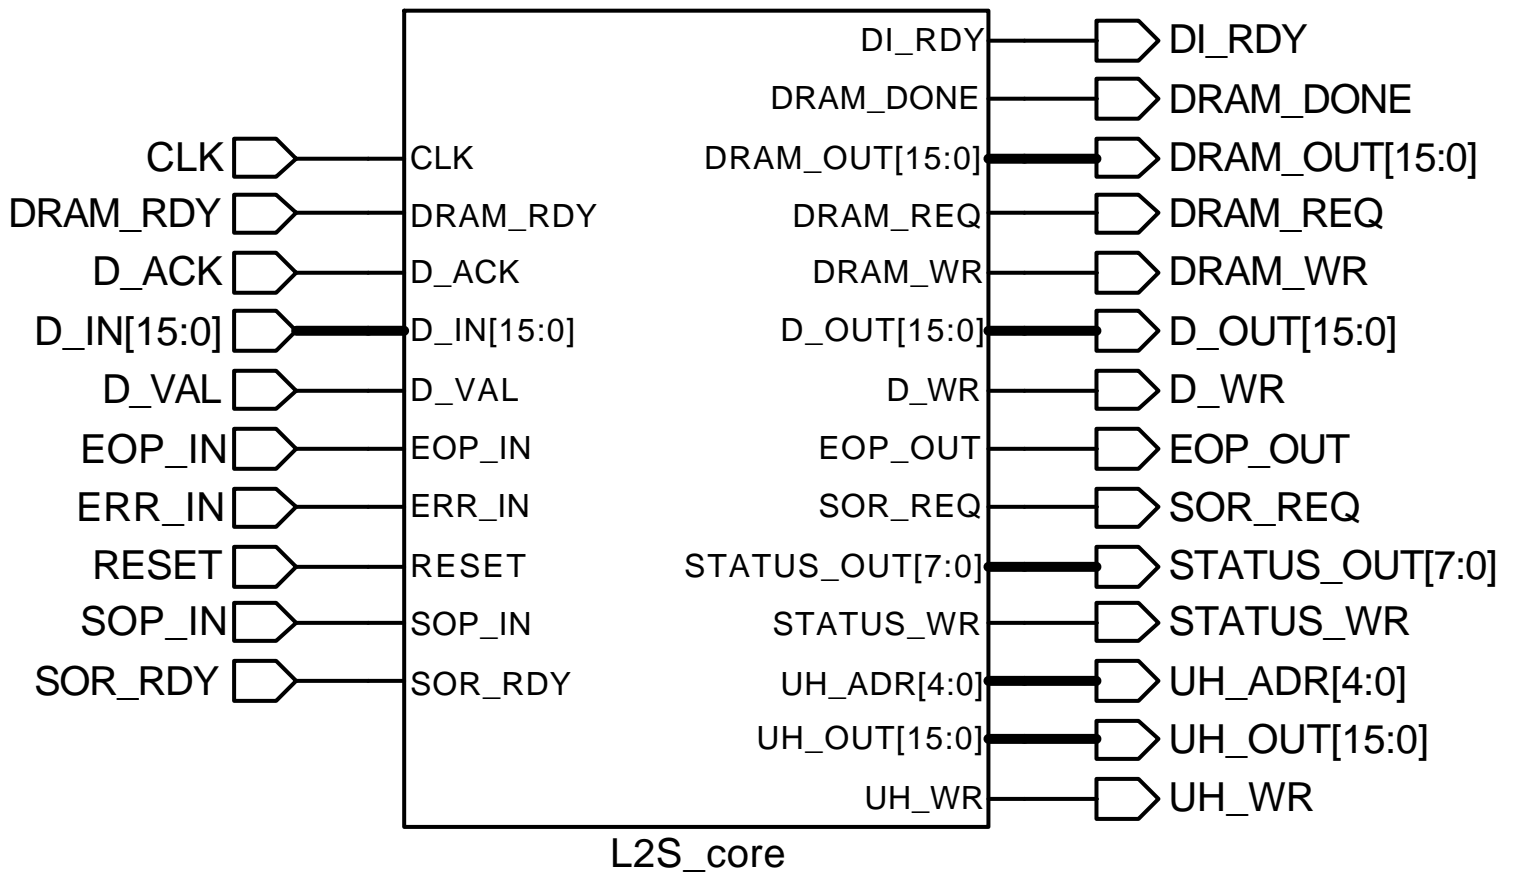 DI_RDY DI_RDY
DRAM_DONE DRAM_DONE
CLK CLK DRAM_OUT[15:0] DRAM_OUT[15:0]
DRAM_RDY DRAM_RDY DRAM_REQ DRAM_REQ
D_ACK D_ACK DRAM_WR DRAM_WR
D_IN[15:0] D_IN[15:0] D_OUT[15:0] D_OUT[15:0]
D_VAL D_VAL D_WR D_WR
EOP_IN EOP_IN EOP_OUT EOP_OUT
ERR_IN ERR_IN SOR_REQ SOR_REQ
RESET RESET STATUS_OUT[7:0] STATUS_OUT[7:0]
SOP_IN SOP_IN STATUS_WR STATUS_WR
SOR_RDY SOR_RDY UH_ADR[4:0] UH_ADR[4:0]
UH_OUT[15:0] UH_OUT[15:0]
UH_WR UH_WR
L2S_core